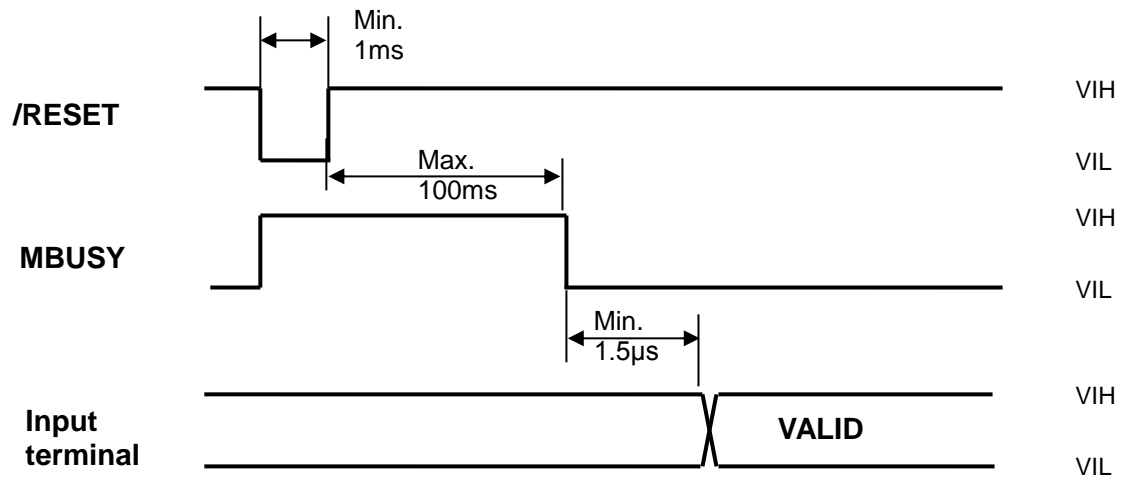 Min.
1ms
VIH
/RESET
VIL
Max.
100ms
VIH
MBUSY
VIL
Min.
1.5µs
VIH
Input
terminal
VALID
VIL